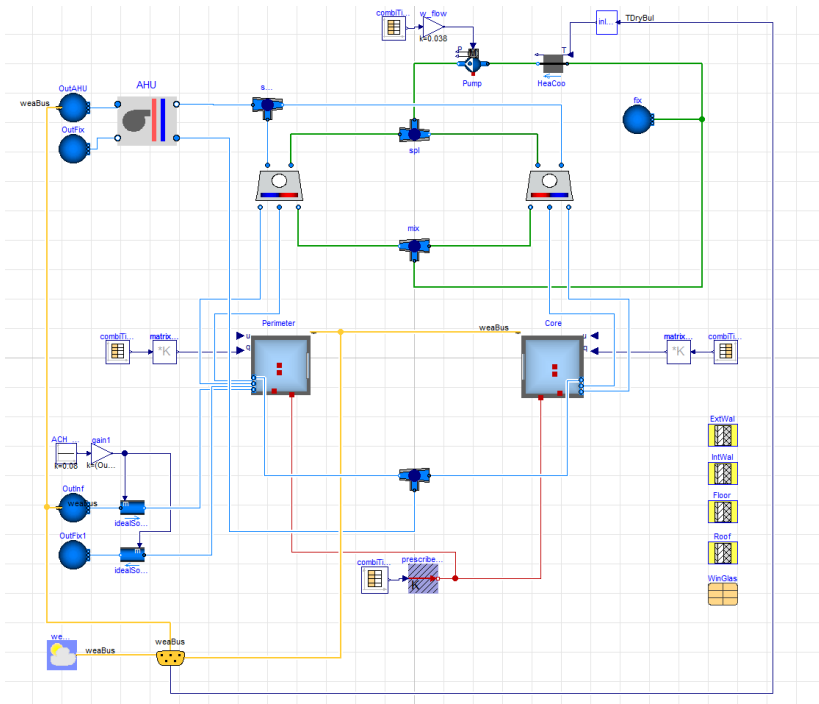 combiTi...
w_flow
k=0.038
P
M
Pump
T
HeaCoo
inl...
TDryBul
OutAHU
weaBus
AHU
OutFix
s...
fix
spl
mix
Perimeter
weaBus
Core
combiTi...
matrix...
*K
u
q
u
q
matrix...
*K
combiTi...
ACH ...
k=0.08
gain1
k=(Ou...
OutInf
weaBus
m
idealSo...
OutFix1
m
idealSo...
combiTi...
prescribe...
K
ExtWal
IntWal
Floor
Roof
WinGlas
we...
weaBus
weaBus